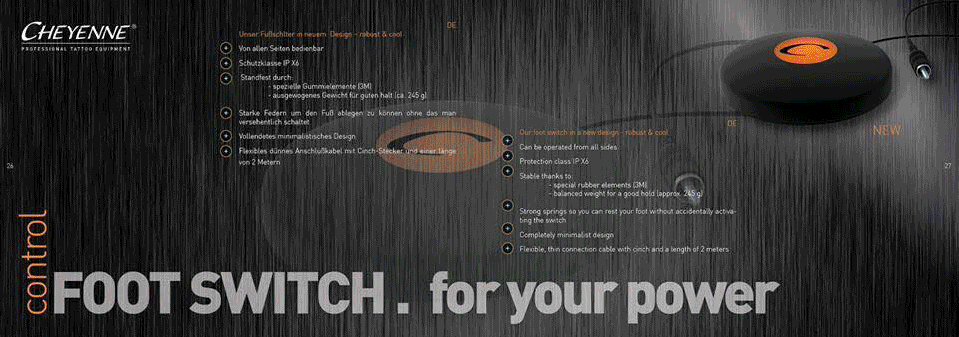 CHEYENNE®
PROFESSIONAL TATTOO EQUIPMENT
DE
Unser Fußschlter in neuem Design - robust & cool
Von allen Seiten bedienbar
Schutzklasse IP X6
Standfest durch:
- spezielle Gummielemente (3M)
- ausgewogenes Gewicht für guten halt (ca. 245 g)
Starke Federn um den Fuß ablegen zu können ohne das man
versehentlich schaltet
Vollendetes minimalistisches Design
Flexibles dünnes Anschlußkabel mit Cinch-Stecker und einer länge
von 2 Metern
26
DE
Our foot switch in a new design - robust & cool
Can be operated from all sides
Protection class IP X6
Stable thanks to:
- special rubber elements (3M)
- balanced weight for a good hold (approx. 245 g)
Strong springs so you can rest your foot without accidentally activa-
ting the switch
Completely minimalist design
Flexible, thin connection cable with cinch and a length of 2 meters
NEW
27
control
FOOT SWITCH . for your power